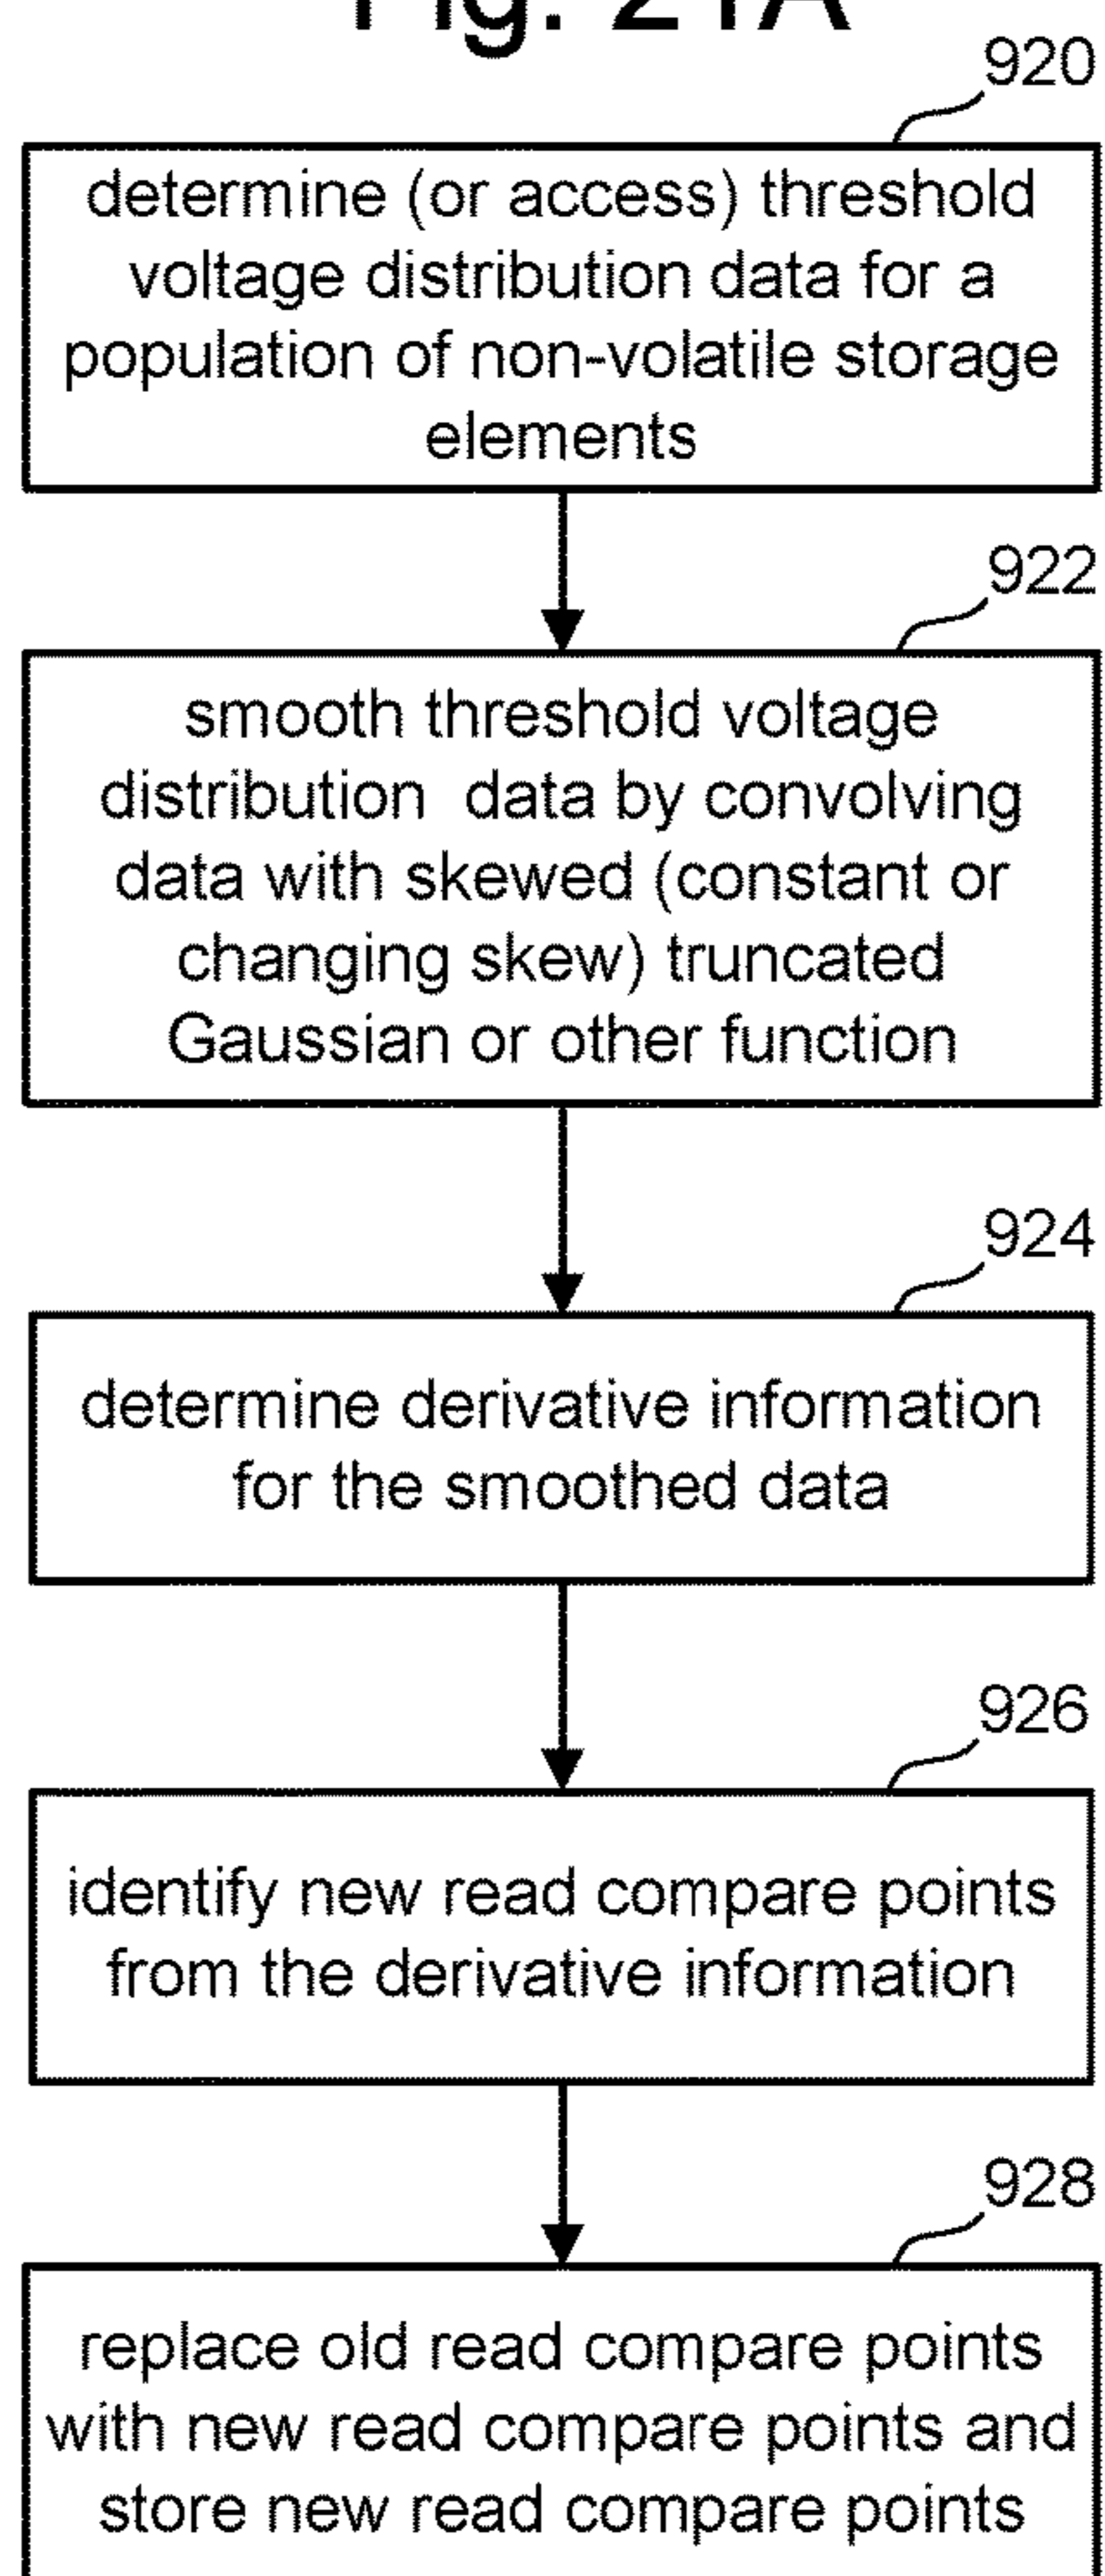 Fig. 21A
920
determine (or access) threshold
voltage distribution data for a
population of non-volatile storage
elements
922
smooth threshold voltage
distribution  data by convolving
data with skewed (constant or
changing skew) truncated
Gaussian or other function
924
determine derivative information
for the smoothed data
926
identify new read compare points
from the derivative information
928
replace old read compare points
with new read compare points and
store new read compare points